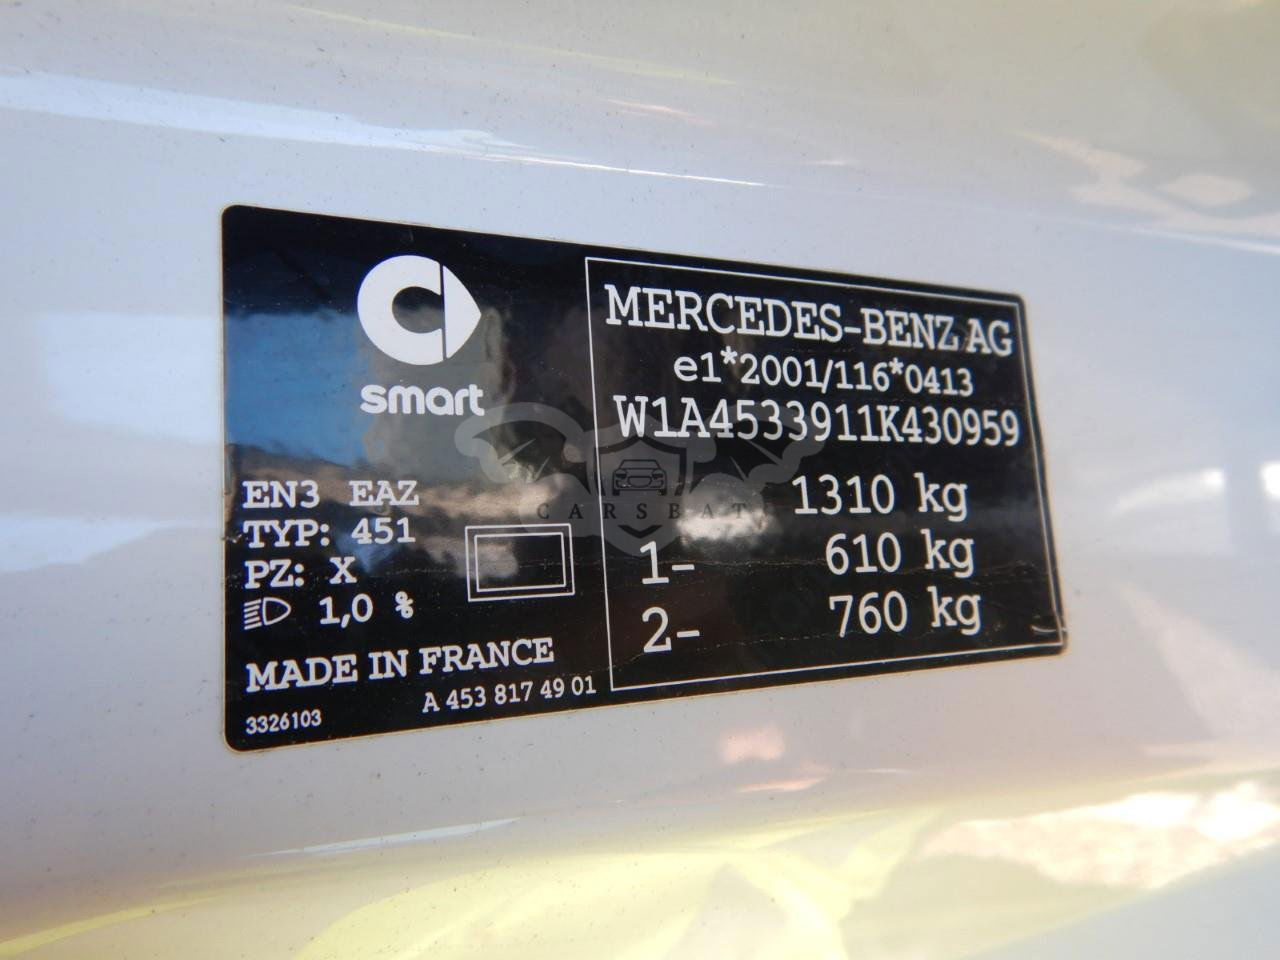 smart
EN3 EAZ
TYP: 451
PZ: X
1,0 %
MADE IN FRANCE
A 453 817 49 01
3326103
MERCEDES-BENZ AG
e1*2001/116*0413
W1A4533911K430959
1310 kg
1- 610 kg
2- 760 kg
CARSBAT